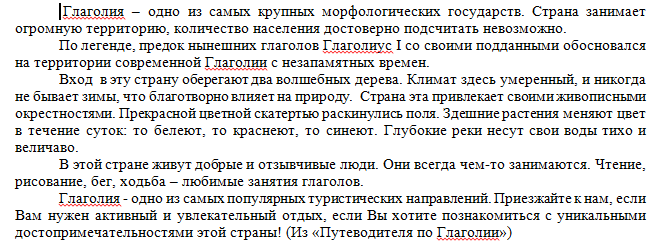 Глаголия – одно из самых крупных морфологических государств. Страна занимает
огромную территорию, количество населения достоверно подсчитать невозможно.
По легенде, предок нынешних глаголов Глаголиус I со своими подданными обосновался
на территории современной Глаголии с незапамятных времен.
Вход в эту страну оберегают два волшебных дерева. Климат здесь умеренный, и никогда
не бывает зимы, что благотворно влияет на природу. Страна эта привлекает своими живописными
окрестностями. Прекрасной цветной скатертью раскинулись поля. Здешние растения меняют цвет
в течение суток: то белеют, то краснеют, то синеют. Глубокие реки несут свои воды тихо и
величаво.
В этой стране живут добрые и отзывчивые люди. Они всегда чем-то занимаются. Чтение,
рисование, бег, ходьба – любимые занятия глаголов.
Глаголия - одно из самых популярных туристических направлений. Приезжайте к нам, если
Вам нужен активный и увлекательный отдых, если Вы хотите познакомиться с уникальными
достопримечательностями этой страны! (Из «Путеводителя по Глаголии»)